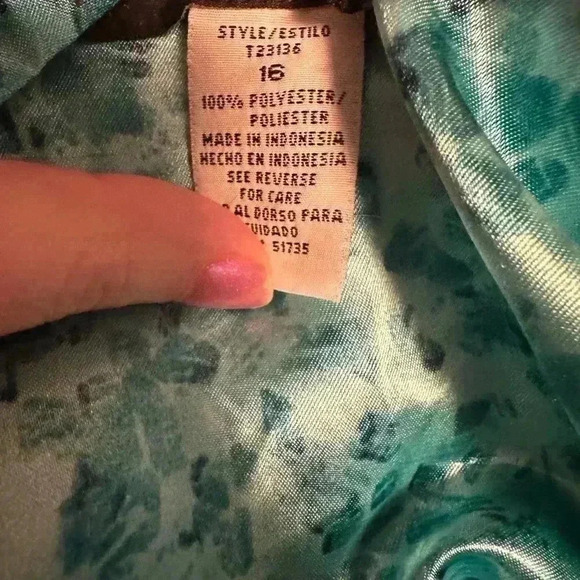 STYLE/ESTILO
T23136
16
100% POLYESTER/
POLIESTER
MADE IN INDONESIA
HECHO EN INDONESIA
SEE REVERSE
FOR CARE
AL DORSO PARA
51735